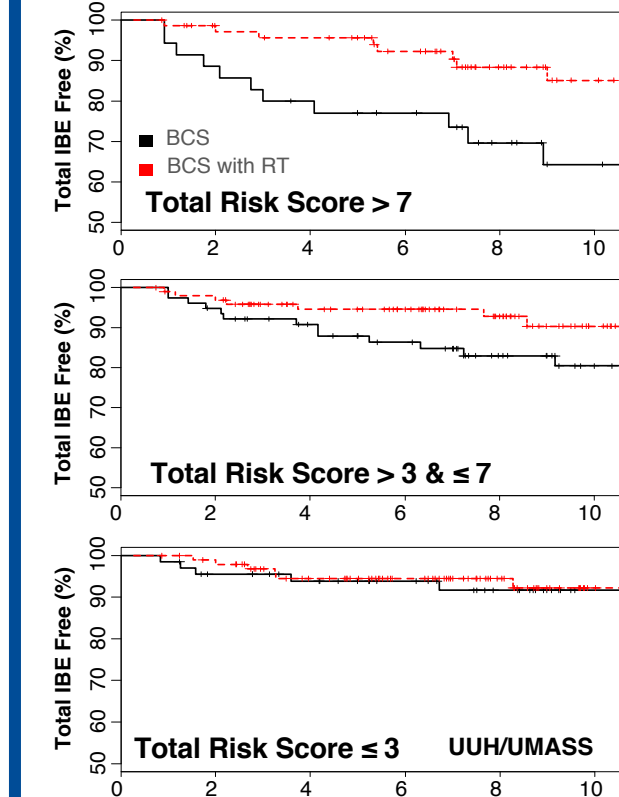 Total IBE Free (%)
100
90
80
70
60
50
BCS
BCS with RT
Total Risk Score > 7
0 2 4 6 8 10
Total IBE Free (%)
100
90
80
70
60
50
Total Risk Score > 3 & ≤ 7
0 2 4 6 8 10
Total IBE Free (%)
100
90
80
70
60
50
Total Risk Score ≤ 3 UUH/UMASS
0 2 4 6 8 10